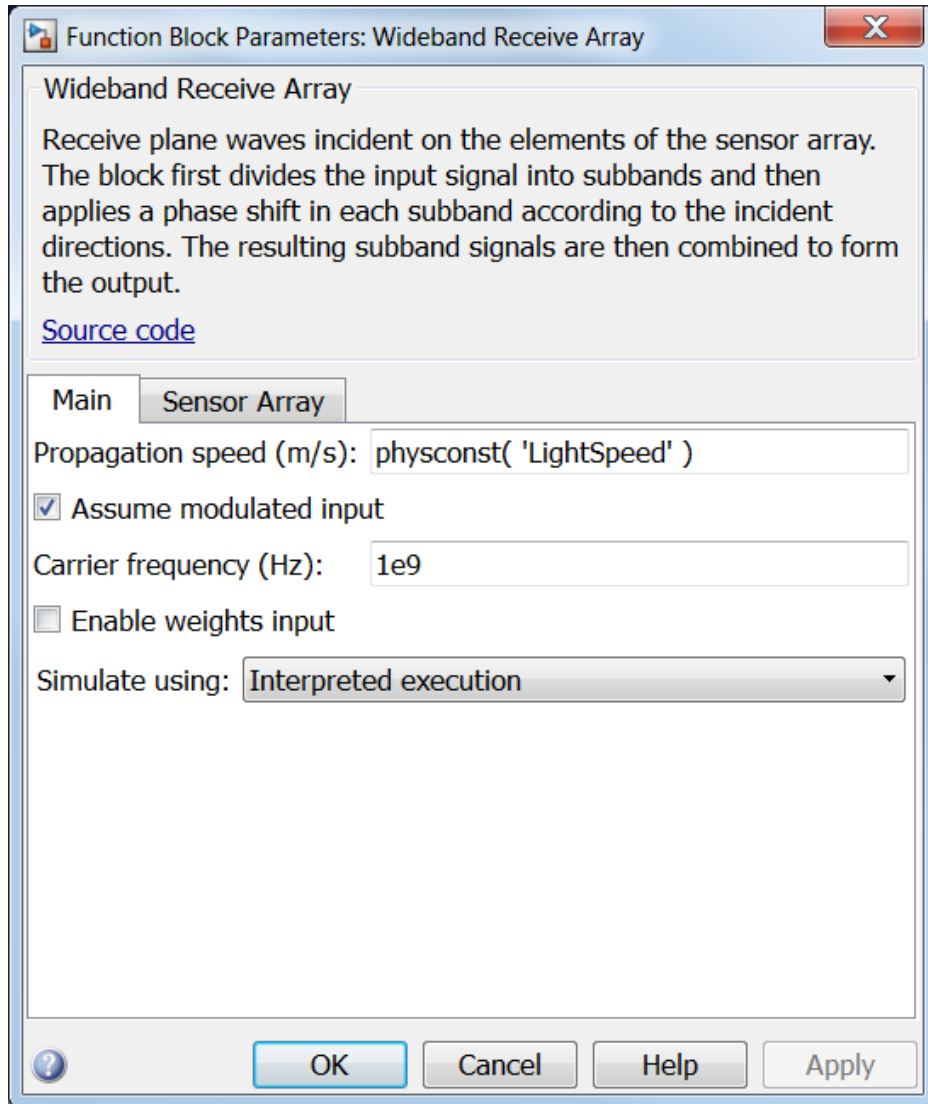 Function Block Parameters: Wideband Receive Array
X
Wideband Receive Array
Receive plane waves incident on the elements of the sensor array.
The block first divides the input signal into subbands and then
applies a phase shift in each subband according to the incident
directions. The resulting subband signals are then combined to form
the output.
Source code
Main Sensor Array
Propagation speed (m/s): physconst( 'LightSpeed' )
Assume modulated input
Carrier frequency (Hz): 1e9
Enable weights input
Simulate using: Interpreted execution
? OK Cancel Help Apply